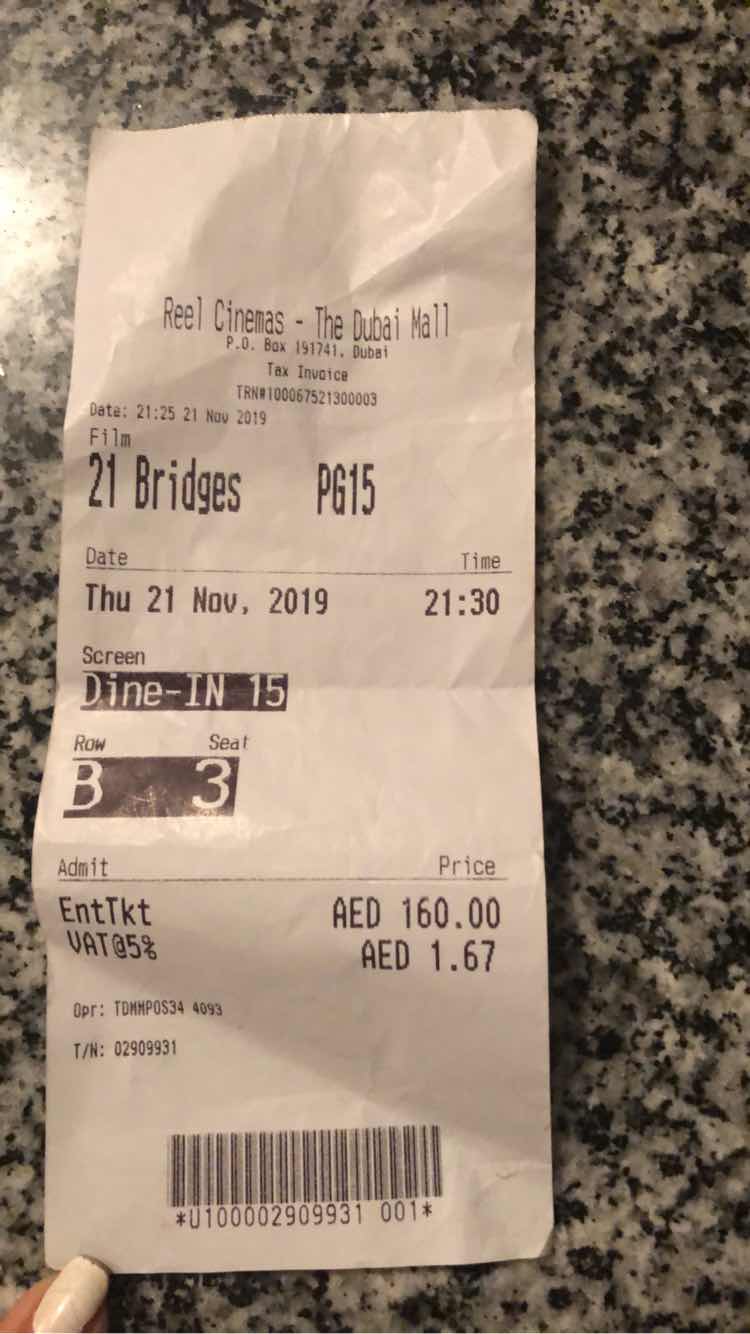 Reel Cinemas - The Dubai Mall
P.O. Box 191741, Dubai
Tax Invoice
TRN#100067521300003
Date: 21:25 21 Nov 2019
Film
21 Bridges PG15
Date Time
Thu 21 Nov, 2019 21:30
Screen
Dine-IN 15
Row Seat
B 3
Admit Price
EntTkt AED 160.00
VAT@5% AED 1.67
Opr: TDMMPOS34 4093
T/N: 02909931
*U100002909931 001*